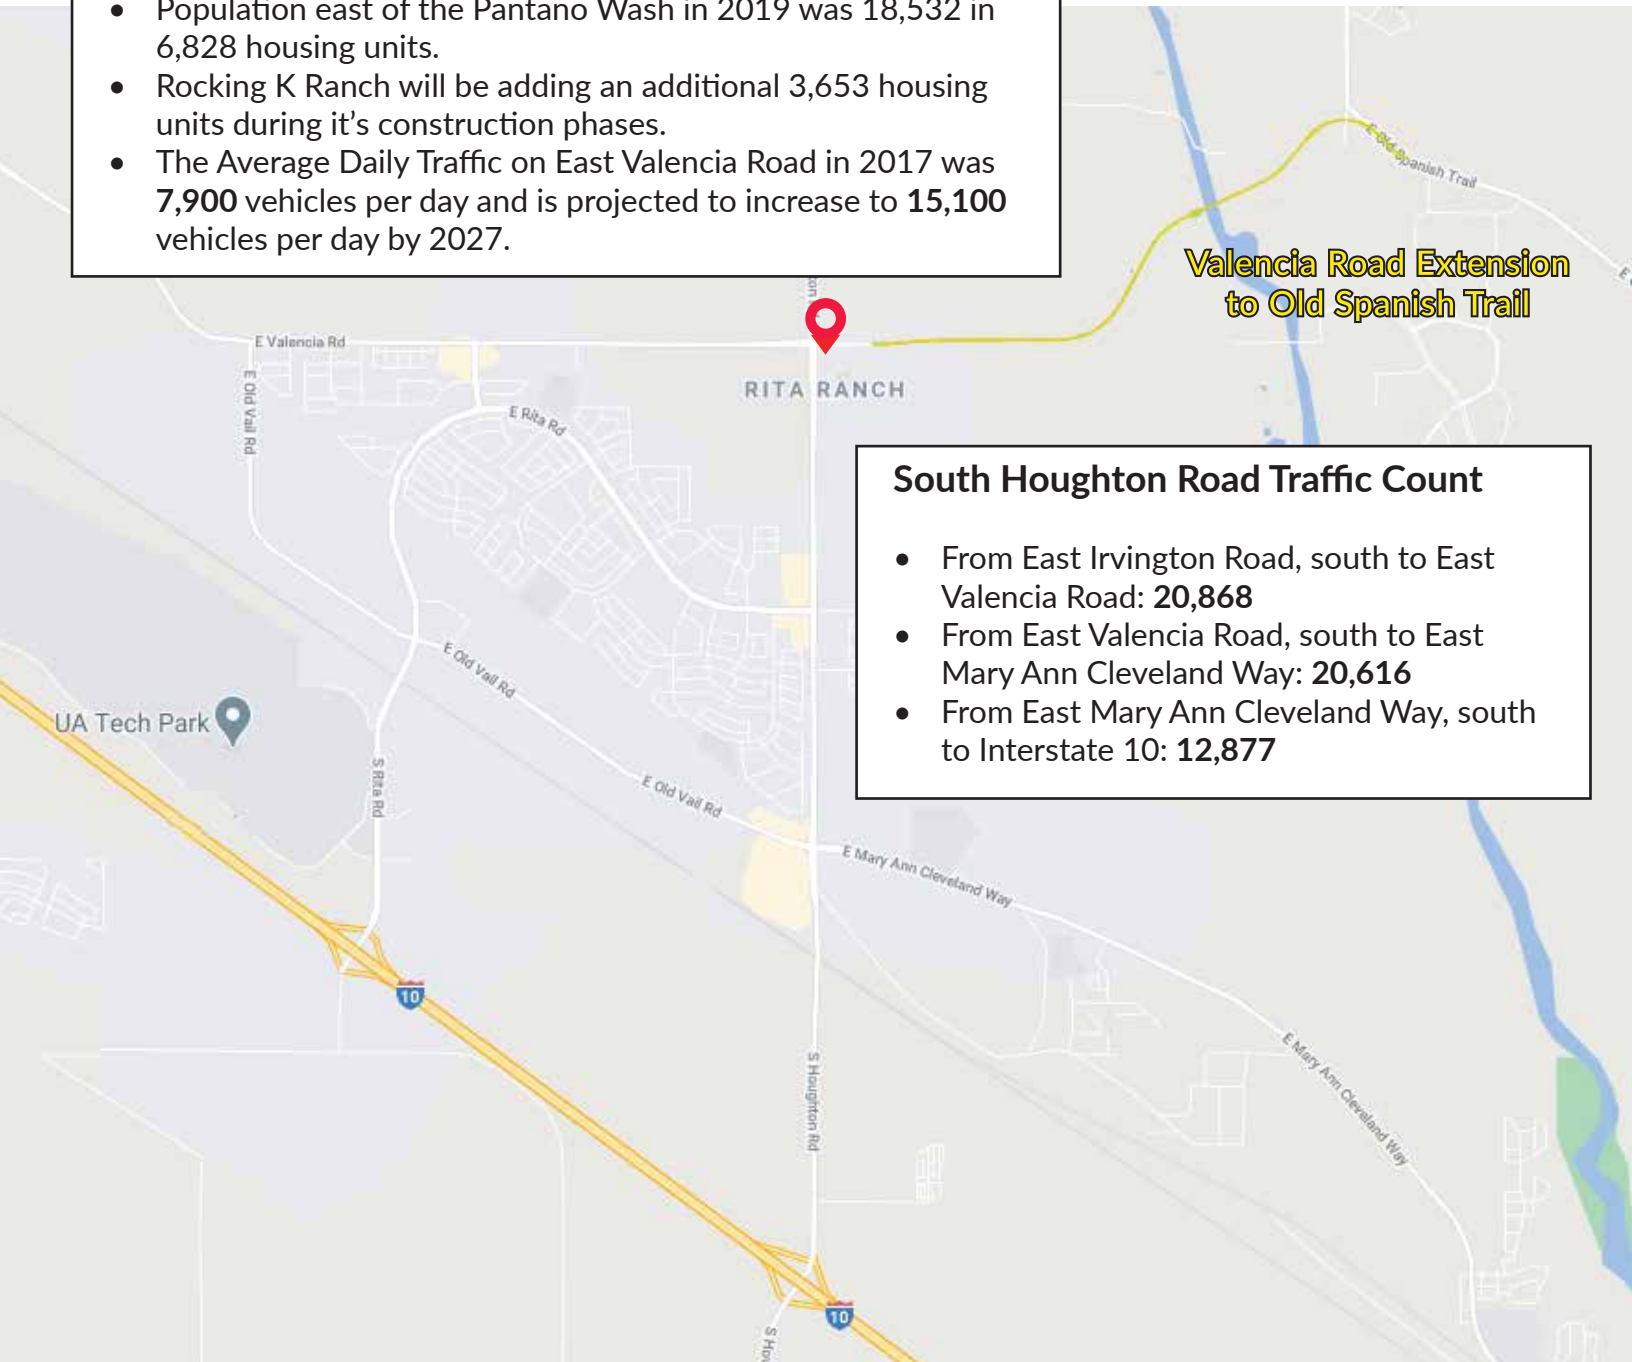 • Population east of the Pantano Wash in 2019 was 18,532 in
6,828 housing units.
• Rocking K Ranch will be adding an additional 3,653 housing
units during it’s construction phases.
• The Average Daily Traffic on East Valencia Road in 2017 was
7,900 vehicles per day and is projected to increase to 15,100
vehicles per day by 2027.
E Old Spanish Trail
Valencia Road Extension
to Old Spanish Trail
E Valencia Rd
RITA RANCH
E Old Vail Rd
E Rita Rd
South Houghton Road Traffic Count
• From East Irvington Road, south to East
Valencia Road: 20,868
• From East Valencia Road, south to East
Mary Ann Cleveland Way: 20,616
• From East Mary Ann Cleveland Way, south
to Interstate 10: 12,877
E Old Vail Rd
UA Tech Park
S Rita Rd
E Old Vail Rd
E Mary Ann Cleveland Way
10
E Mary Ann Cleveland Way
S Houghton Rd
10